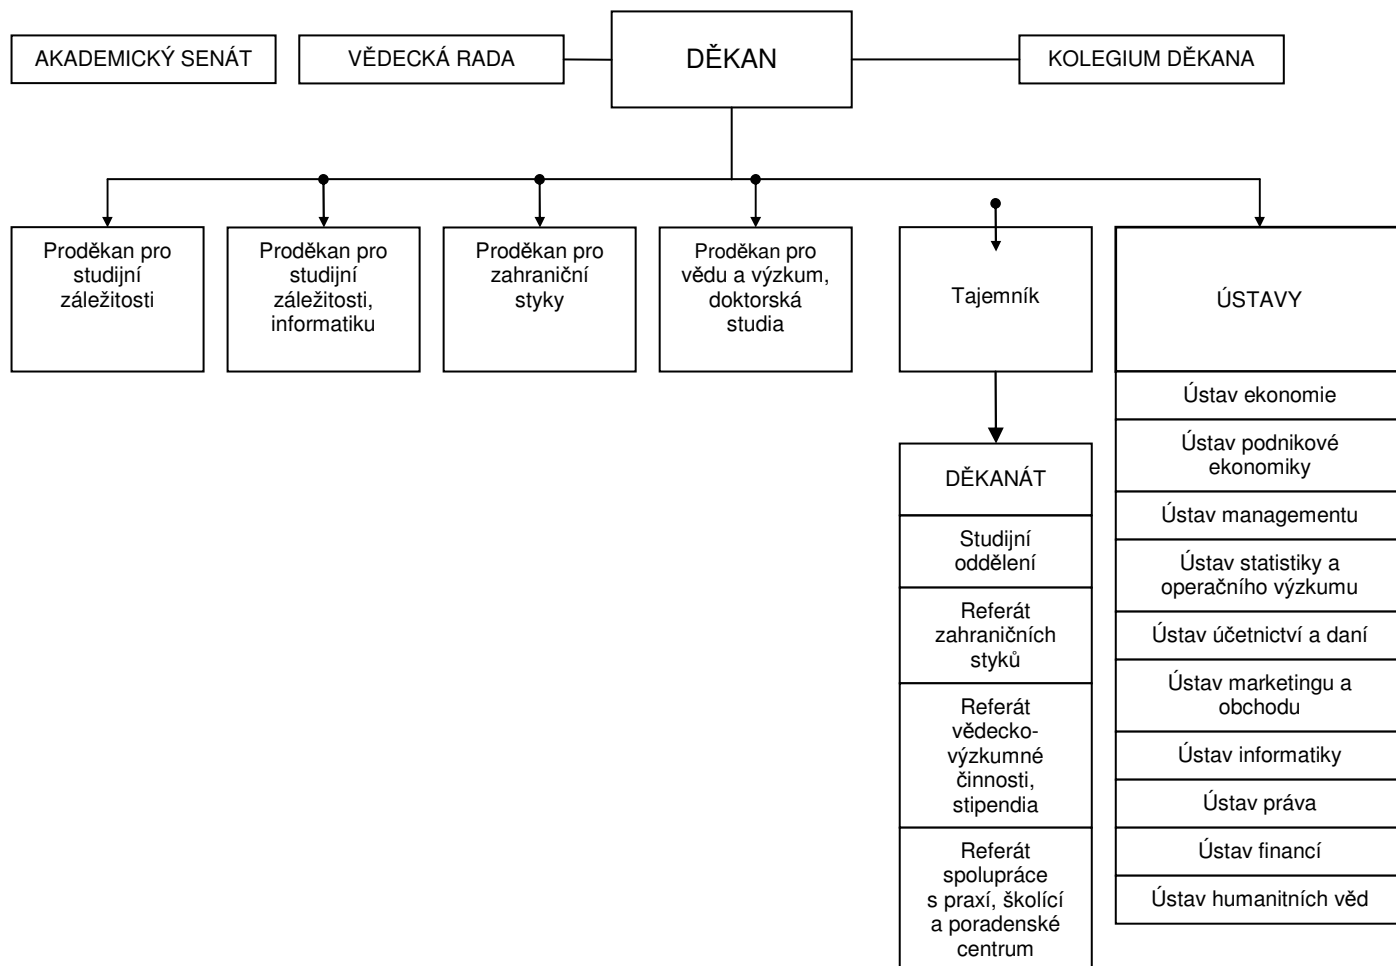 AKADEMICKÝ SENÁT
VĚDECKÁ RADA
DĚKAN
KOLEGIUM DĚKANA
Proděkan pro
studijní
záležitosti
Proděkan pro
studijní
záležitosti,
informatiku
Proděkan pro
zahraniční
styky
Proděkan pro
vědu a výzkum,
doktorská
studia
Tajemník
ÚSTAVY
DĚKANÁT
Studijní
oddělení
Referát
zahraničních
styků
Referát
vědecko-
výzkumné
činnosti,
stipendia
Referát
spolupráce
s praxí, školící
a poradenské
centrum
Ústav ekonomie
Ústav podnikové
ekonomiky
Ústav managementu
Ústav statistiky a
operačního výzkumu
Ústav účetnictví a daní
Ústav marketingu a
obchodu
Ústav informatiky
Ústav práva
Ústav financí
Ústav humanitních věd